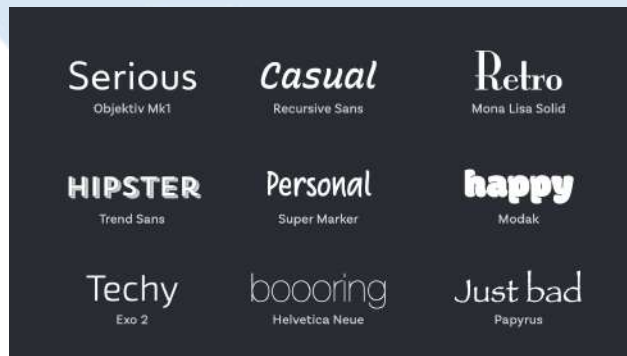 Serious
Objektiv Mk1
Casual
Recursive Sans
Retro
Mona Lisa Solid
HIPSTER
Trend Sans
Personal
Super Marker
happy
Modak
Techy
Exo 2
boooring
Helvetica Neue
Just bad
Papyrus